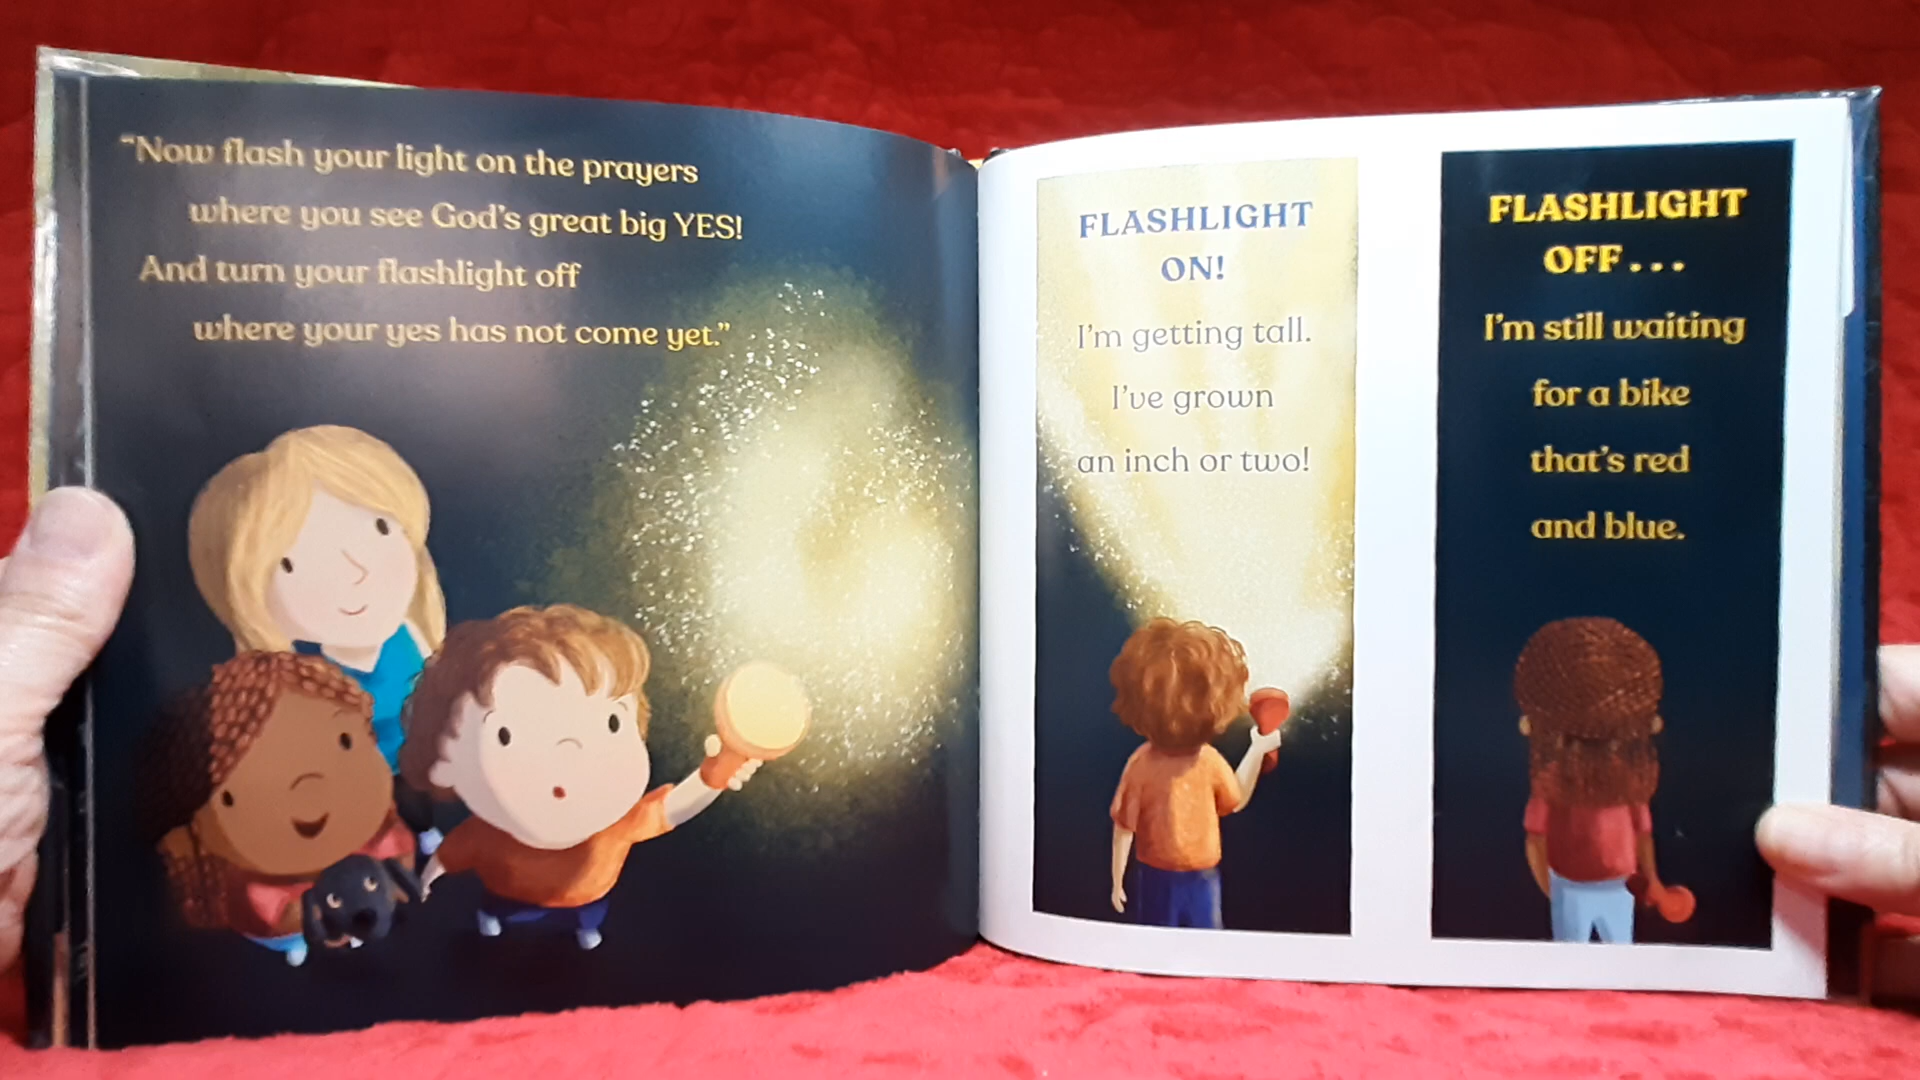 “Now flash your light on the prayers
where you see God’s great big YES!
And turn your flashlight off
where your yes has not come yet.”
FLASHLIGHT
ON!
I’m getting tall.
I’ve grown
an inch or two!
FLASHLIGHT
OFF...
I’m still waiting
for a bike
that’s red
and blue.